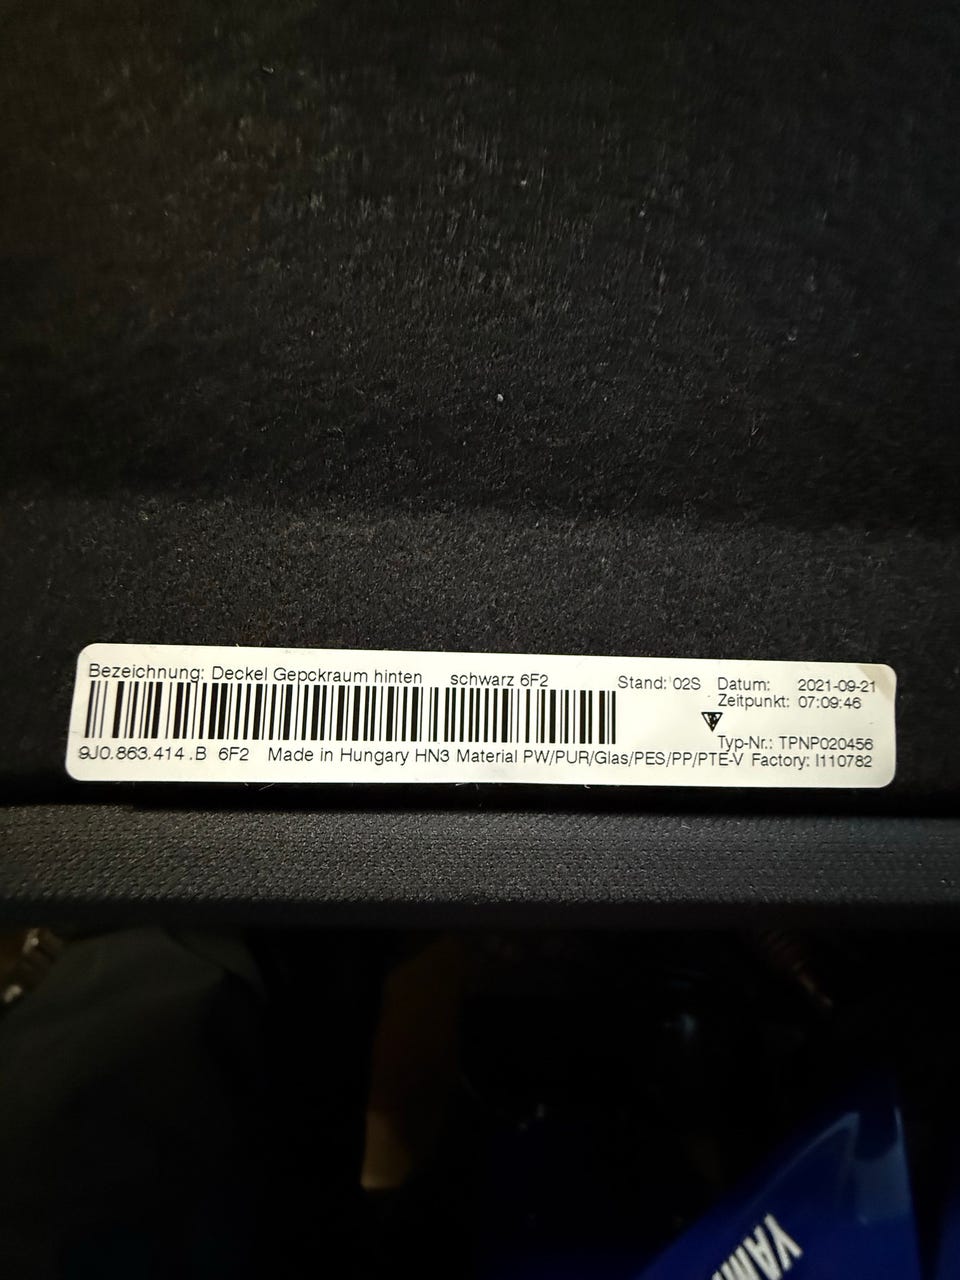 Bezeichnung: Deckel Gepckraum hinten schwarz 6F2 Stand: 02S Datum: 2021-09-21
Zeitpunkt: 07:09:46
Typ-Nr.: TPNP020456
9J0.863.414 .B 6F2 Made in Hungary HN3 Material PW/PUR/Glas/PES/PP/PTE-V Factory: I110782